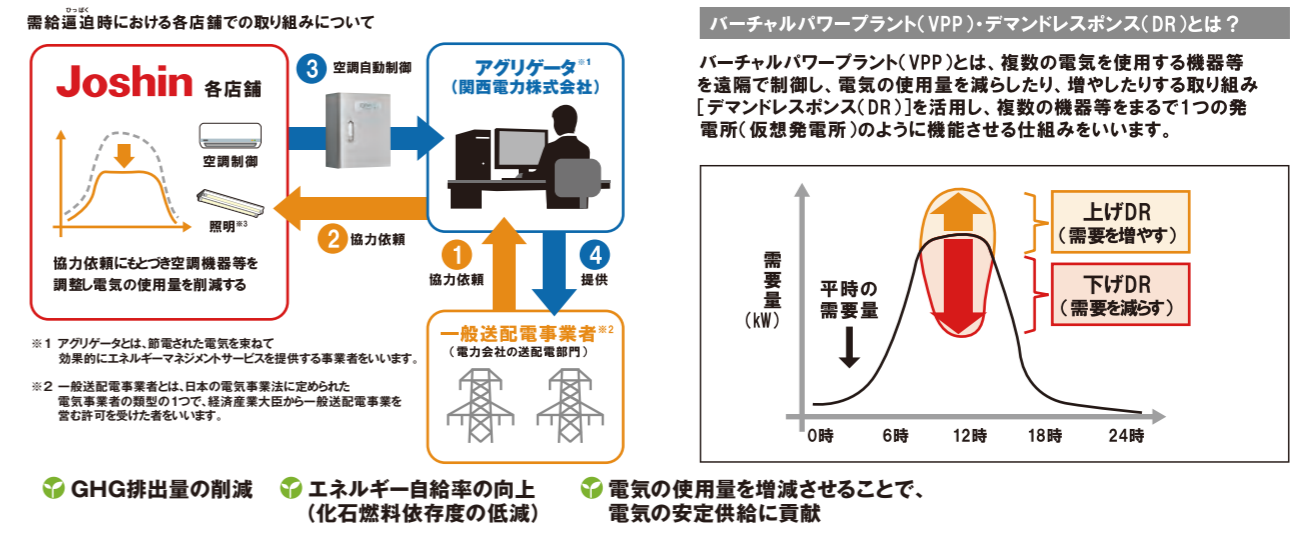 需給逼迫時における各店舗での取り組みについて
ひっぱく
Joshin 各店舗
空調制御
照明※3
協力依頼にもとづき空調機器等を
調整し電気の使用量を削減する
3 空調自動制御
2 協力依頼
アグリゲータ※1
(関西電力株式会社)
1
協力依頼
4
提供
一般送配電事業者※2
(電力会社の送配電部門)
※1 アグリゲータとは、節電された電気を束ねて
効果的にエネルギーマネジメントサービスを提供する事業者をいいます。
※2 一般送配電事業者とは、日本の電気事業法に定められた
電気事業者の類型の1つで、経済産業大臣から一般送配電事業を
営む許可を受けた者をいいます。
バーチャルパワープラント(VPP)・デマンドレスポンス(DR)とは?
バーチャルパワープラント(VPP)とは、複数の電気を使用する機器等
を遠隔で制御し、電気の使用量を減らしたり、増やしたりする取り組み
[デマンドレスポンス(DR)]を活用し、複数の機器等をまるで1つの発
電所(仮想発電所)のように機能させる仕組みをいいます。
需要量
(kW)
平時の
需要量
上げDR
(需要を増やす)
下げDR
(需要を減らす)
0時 6時 12時 18時 24時
GHG排出量の削減
エネルギー自給率の向上
(化石燃料依存度の低減)
電気の使用量を増減させることで、
電気の安定供給に貢献